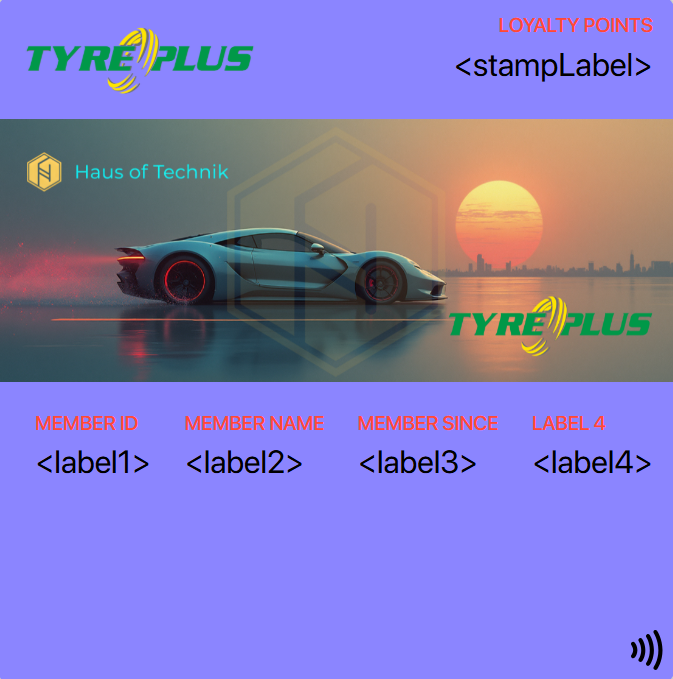 TYREPLUS
LOYALTY POINTS
<stampLabel>
Haus of Technik
TYREPLUS
MEMBER ID
MEMBER NAME
MEMBER SINCE
LABEL 4
<label1>
<label2>
<label3>
<label4>